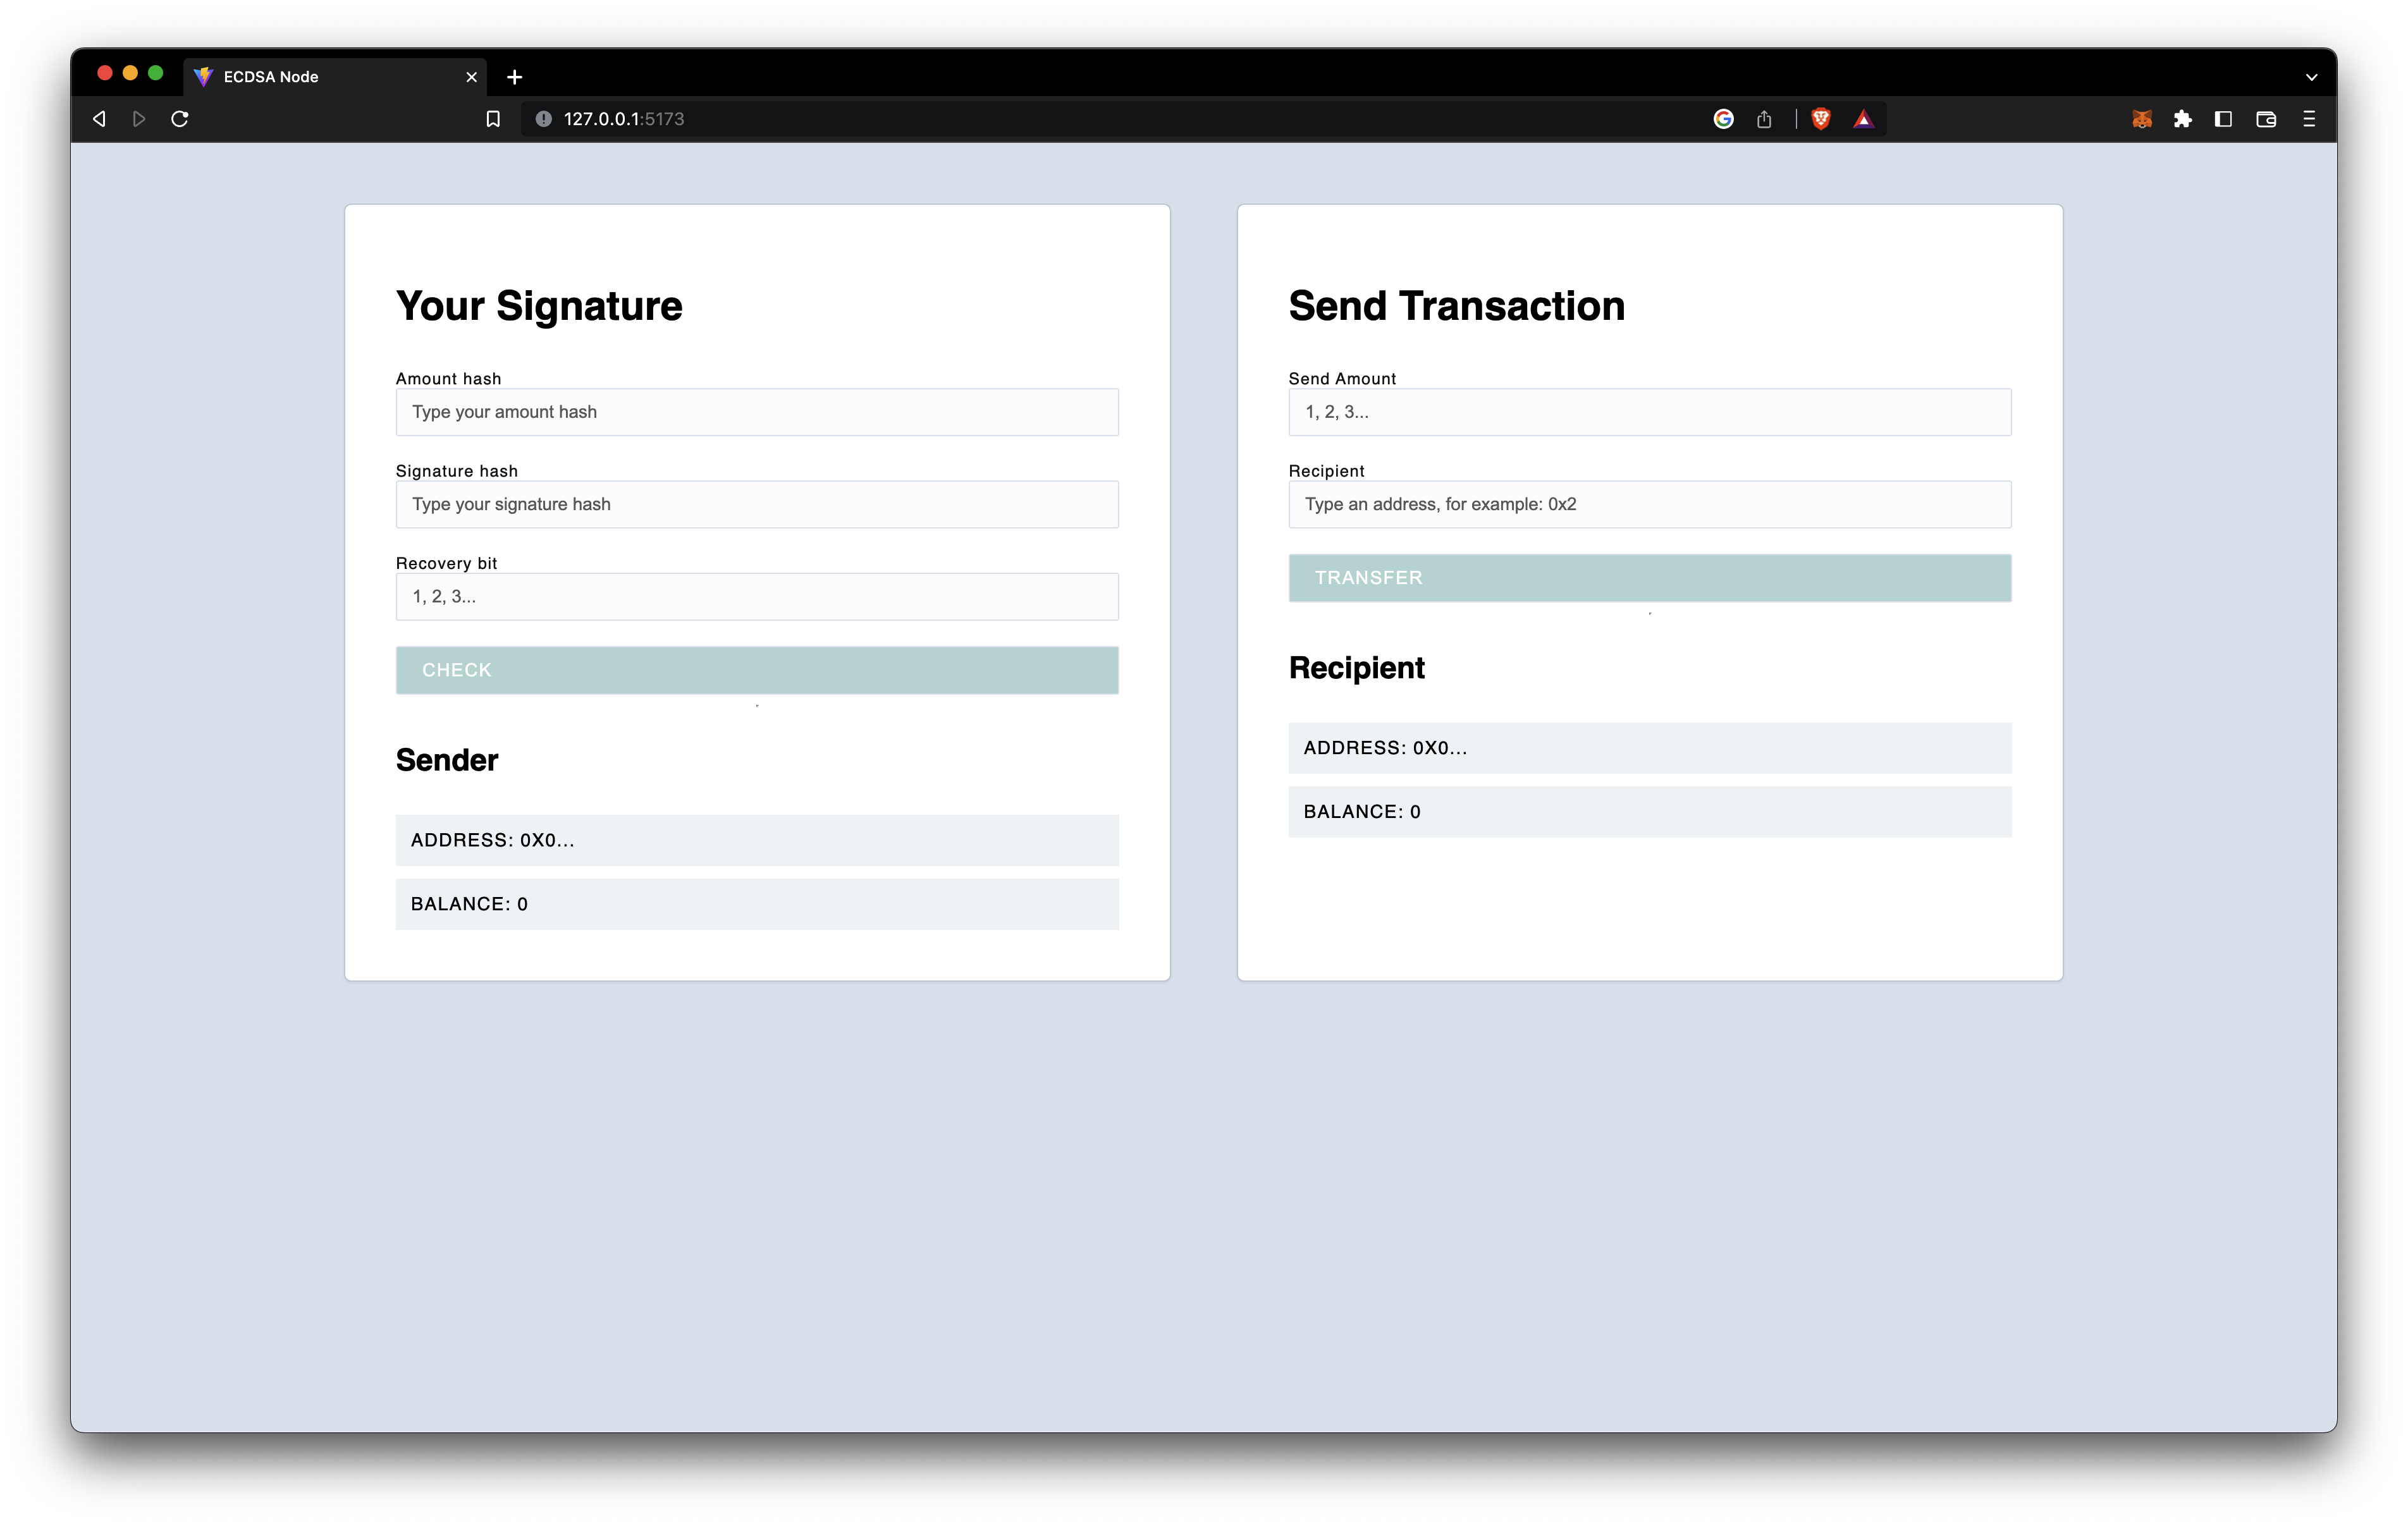 ECDSA Node
127.0.0.1:5173
Your Signature
Amount hash
Type your amount hash
Signature hash
Type your signature hash
Recovery bit
1, 2, 3...
CHECK
Sender
ADDRESS: 0X0...
BALANCE: 0
Send Transaction
Send Amount
1, 2, 3...
Recipient
Type an address, for example: 0x2
TRANSFER
Recipient
ADDRESS: 0X0...
BALANCE: 0